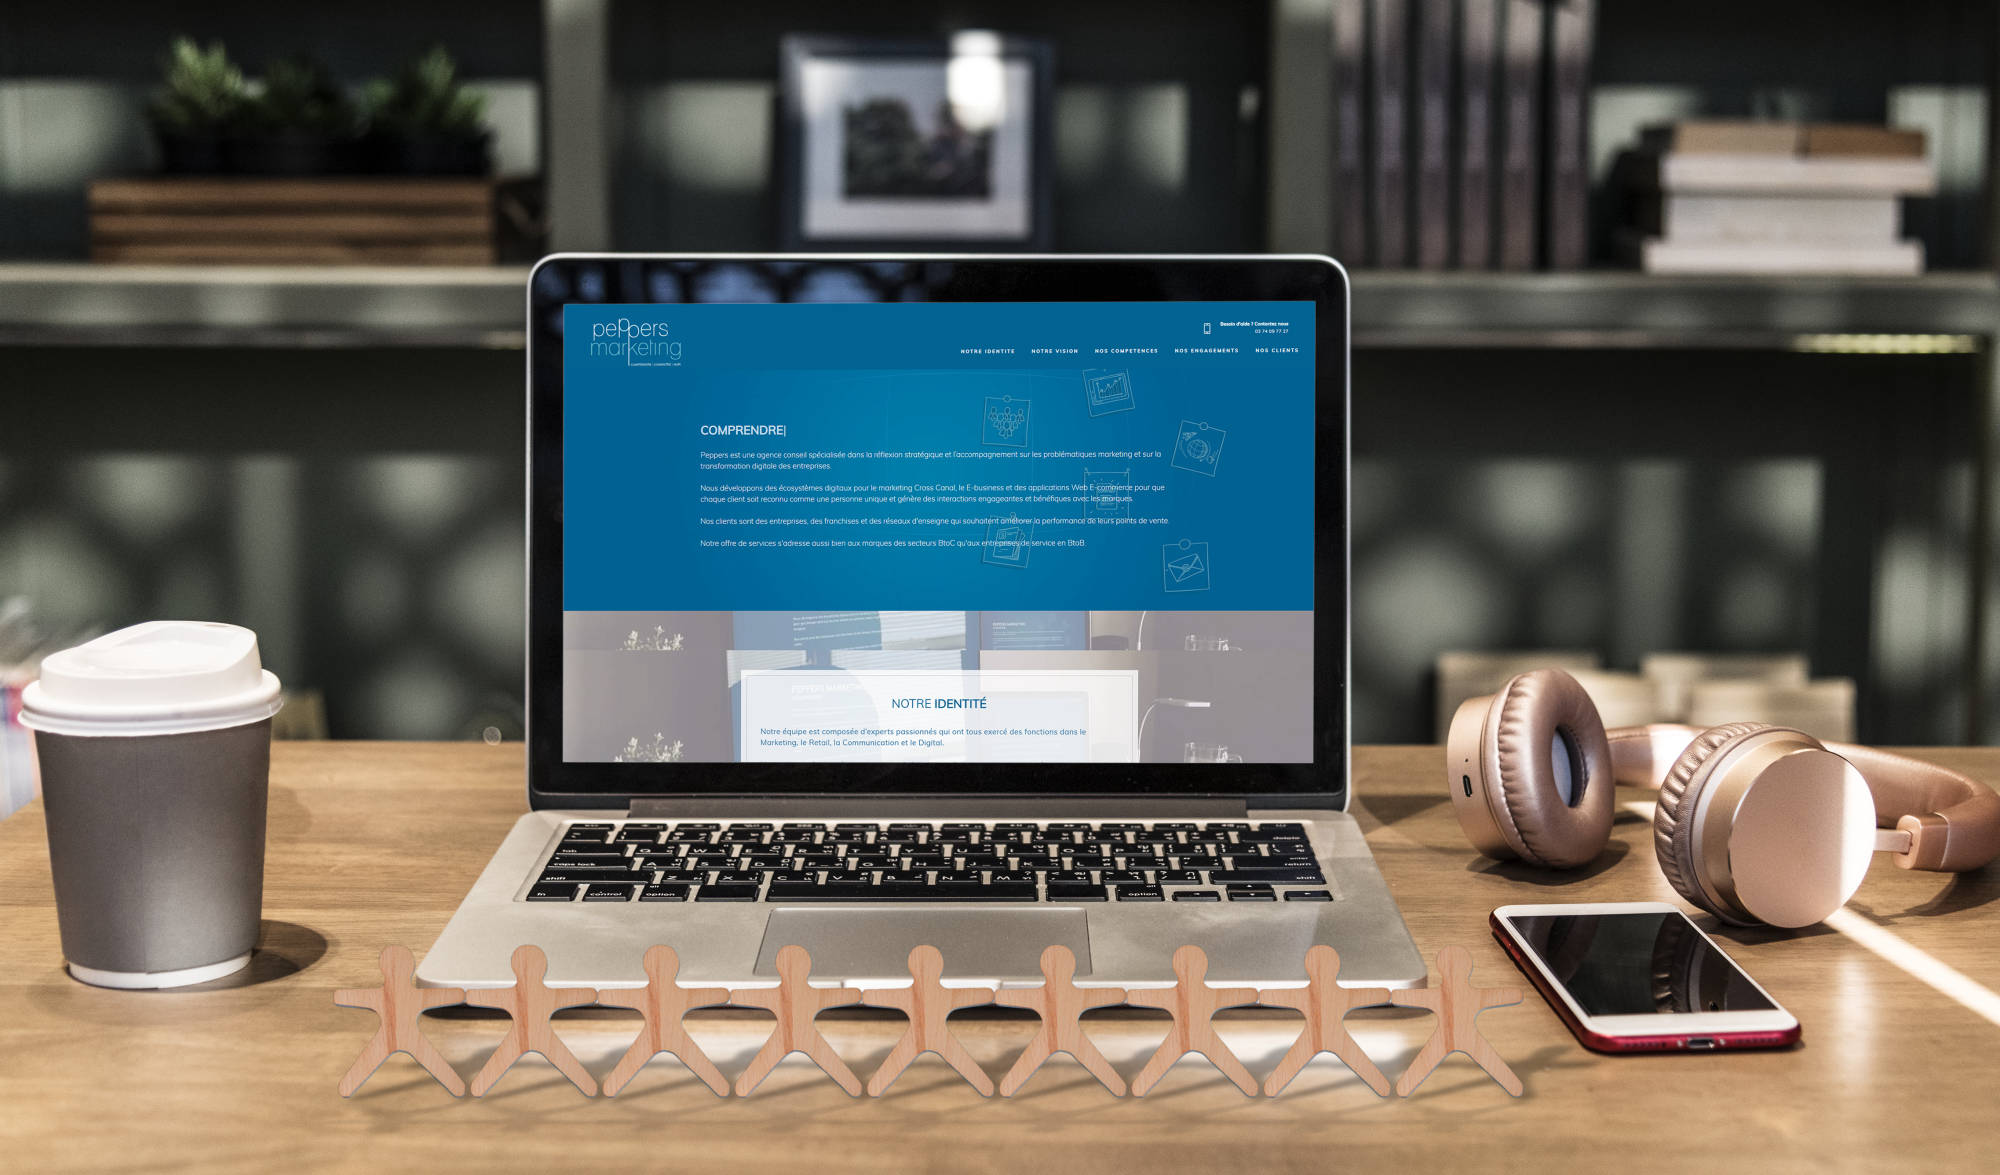 peppers
marketing
Besoin d'aide ? Contactez nous
03 74 09 77 27
NOTRE IDENTITE NOTRE VISION NOS COMPETENCES NOS ENGAGEMENTS NOS CLIENTS
COMPRENDRE|
Peppers est une agence conseil spécialisée dans la réflexion stratégique et l'accompagnement sur les problématiques marketing et sur la
transformation digitale des entreprises.
Nous développons des écosystèmes digitaux pour le marketing Cross Canal, le E-business et des applications Web E-commerce pour que
chaque client soit reconnu comme une personne unique et génère des interactions engageantes et bénéfiques avec les marques.
Nos clients sont des entreprises, des franchises et des réseaux d'enseigne qui souhaitent améliorer la performance de leurs points de vente.
Notre offre de services s'adresse aussi bien aux marques des secteurs BtoC qu'aux entreprises de service en BtoB.
PEPPERS MARKETING
NOTRE IDENTITÉ
Notre équipe est composée d'experts passionnés qui ont tous exercé des fonctions dans le
Marketing, le Retail, la Communication et le Digital.
delete
tab Q W E R T Y U I O P
caps lock A S D F G H J K L return
shift Z X C V B N M shift
fn control option option